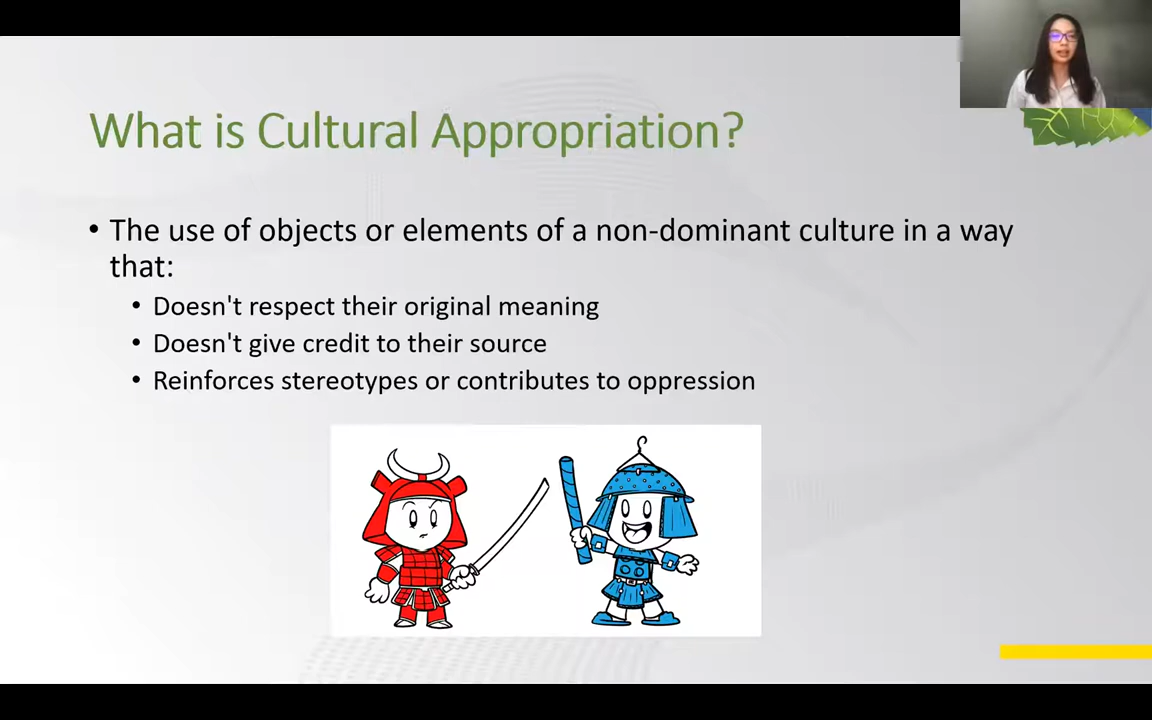 What is Cultural Appropriation?
• The use of objects or elements of a non-dominant culture in a way
that:
• Doesn't respect their original meaning
• Doesn't give credit to their source
• Reinforces stereotypes or contributes to oppression